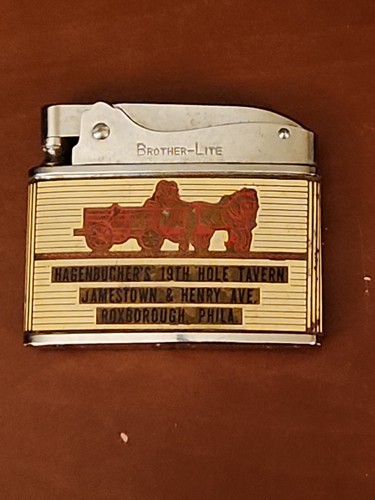 BROTHER-LITE
HAGENBUCHER'S 19TH HOLE TAVERN
JAMESTOWN & HENRY AVE.
ROXBOROUGH, PHILA.